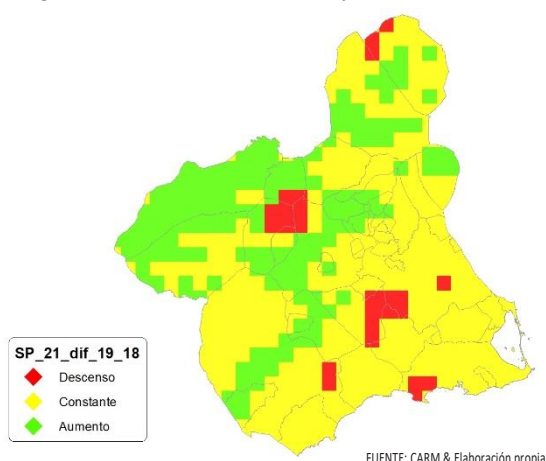 SP_21_dif_19_18
Descenso
Constante
Aumento
FUENTE: CARM & Elaboración propia